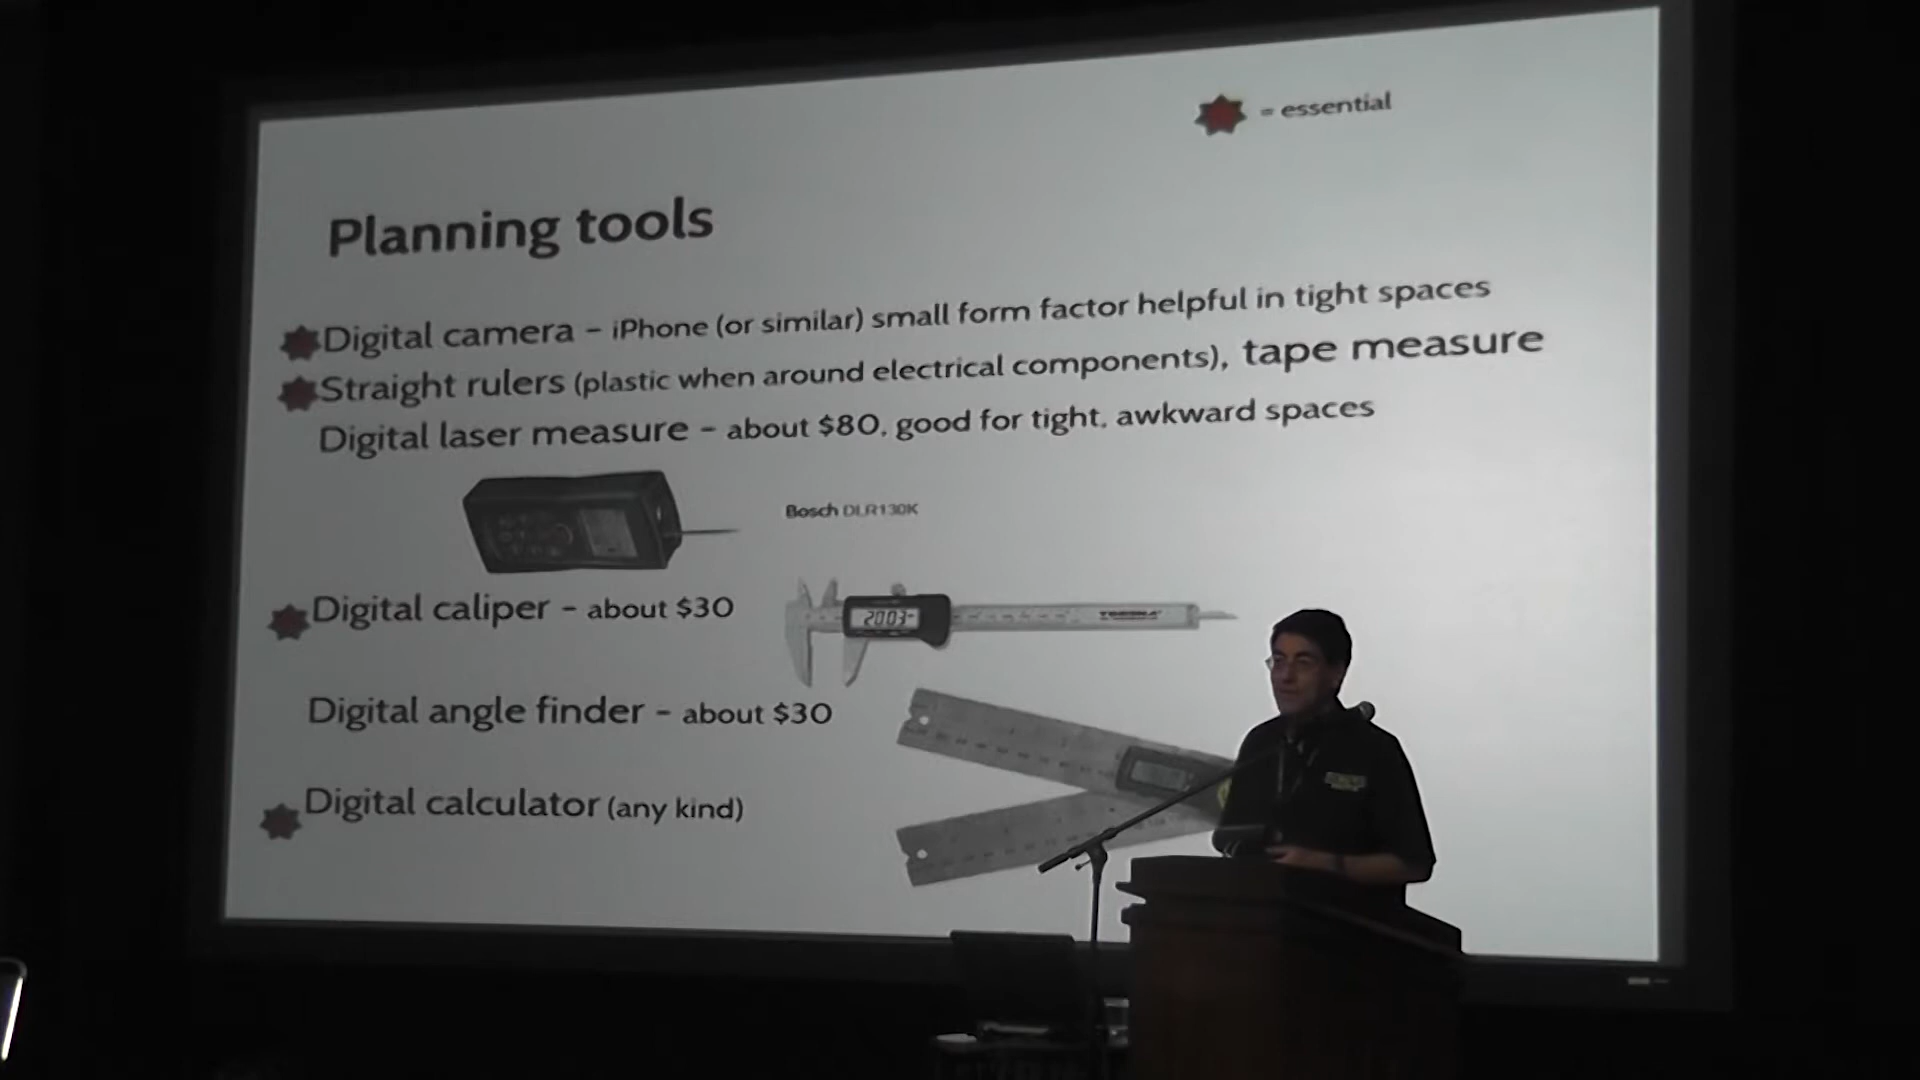 = essential
Planning tools
Digital camera – iPhone (or similar) small form factor helpful in tight spaces
Straight rulers (plastic when around electrical components), tape measure
Digital laser measure – about $80, good for tight, awkward spaces
Bosch DLR130K
Digital caliper – about $30
2003
Digital angle finder – about $30
Digital calculator (any kind)